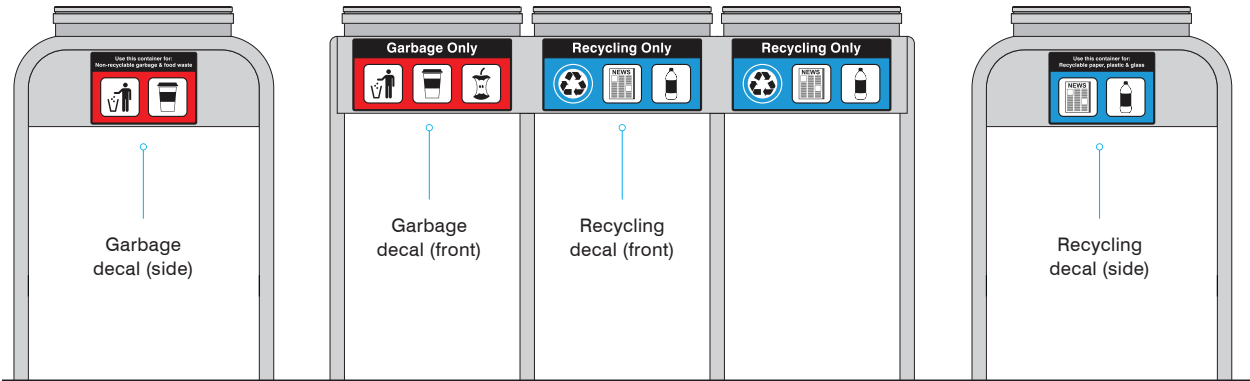 Use this container for:
Non-recyclable garbage & food waste
Garbage
decal (side)
Garbage Only
Recycling Only
NEWS
Recycling Only
NEWS
Garbage
decal (front)
Recycling
decal (front)
Use this container for:
Recyclable paper, plastic & glass
NEWS
Recycling
decal (side)